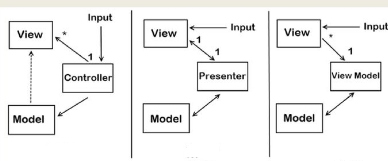 Input
View
*
1
Controller
Model
Input
View
1
1
Presenter
Model
...
Input
View
*
1
View Model
Model